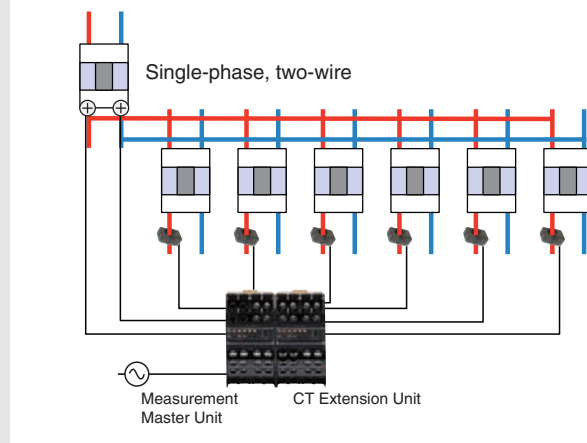 Single-phase, two-wire
Measurement
Master Unit
CT Extension Unit